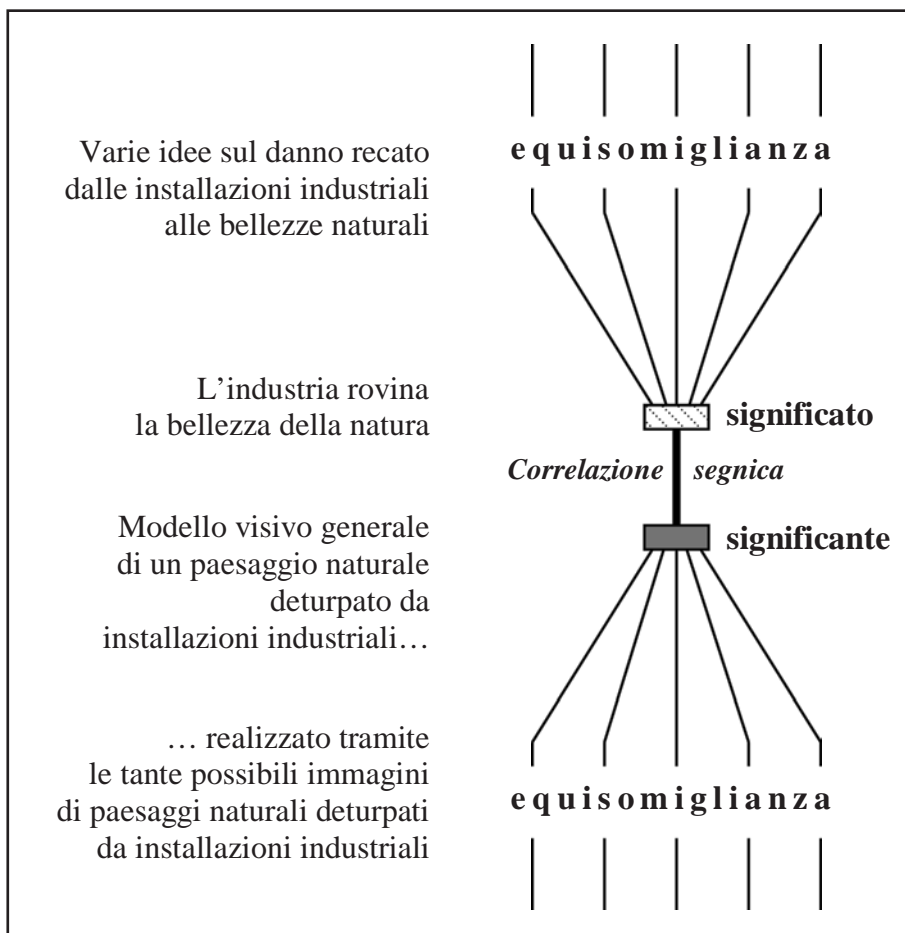 Varie idee sul danno recato
dalle installazioni industriali
alle bellezze naturali
equisomiglianza
L’industria rovina
la bellezza della natura
significato
Correlazione segnica
Modello visivo generale
di un paesaggio naturale
deturpato da
installazioni industriali…
significante
… realizzato tramite
le tante possibili immagini
di paesaggi naturali deturpati
da installazioni industriali
equisomiglianza